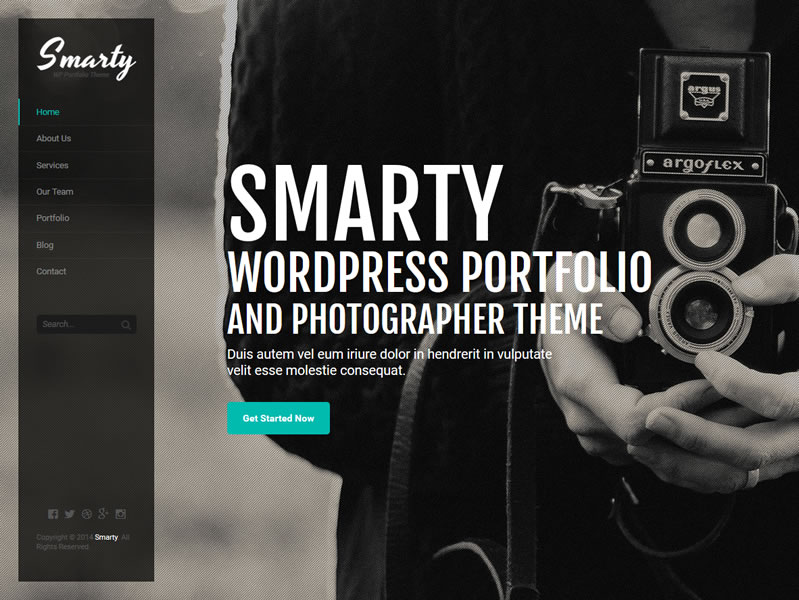 Smarty
WP Portfolio Theme
Home
About Us
Services
Our Team
Portfolio
Blog
Contact
Search...
Copyright © 2014 Smarty. All
Rights Reserved.
SMARTY
WORDPRESS PORTFOLIO
AND PHOTOGRAPHER THEME
Duis autem vel eum iriure dolor in hendrerit in vulputate
velit esse molestie consequat.
Get Started Now
argus
argoflex